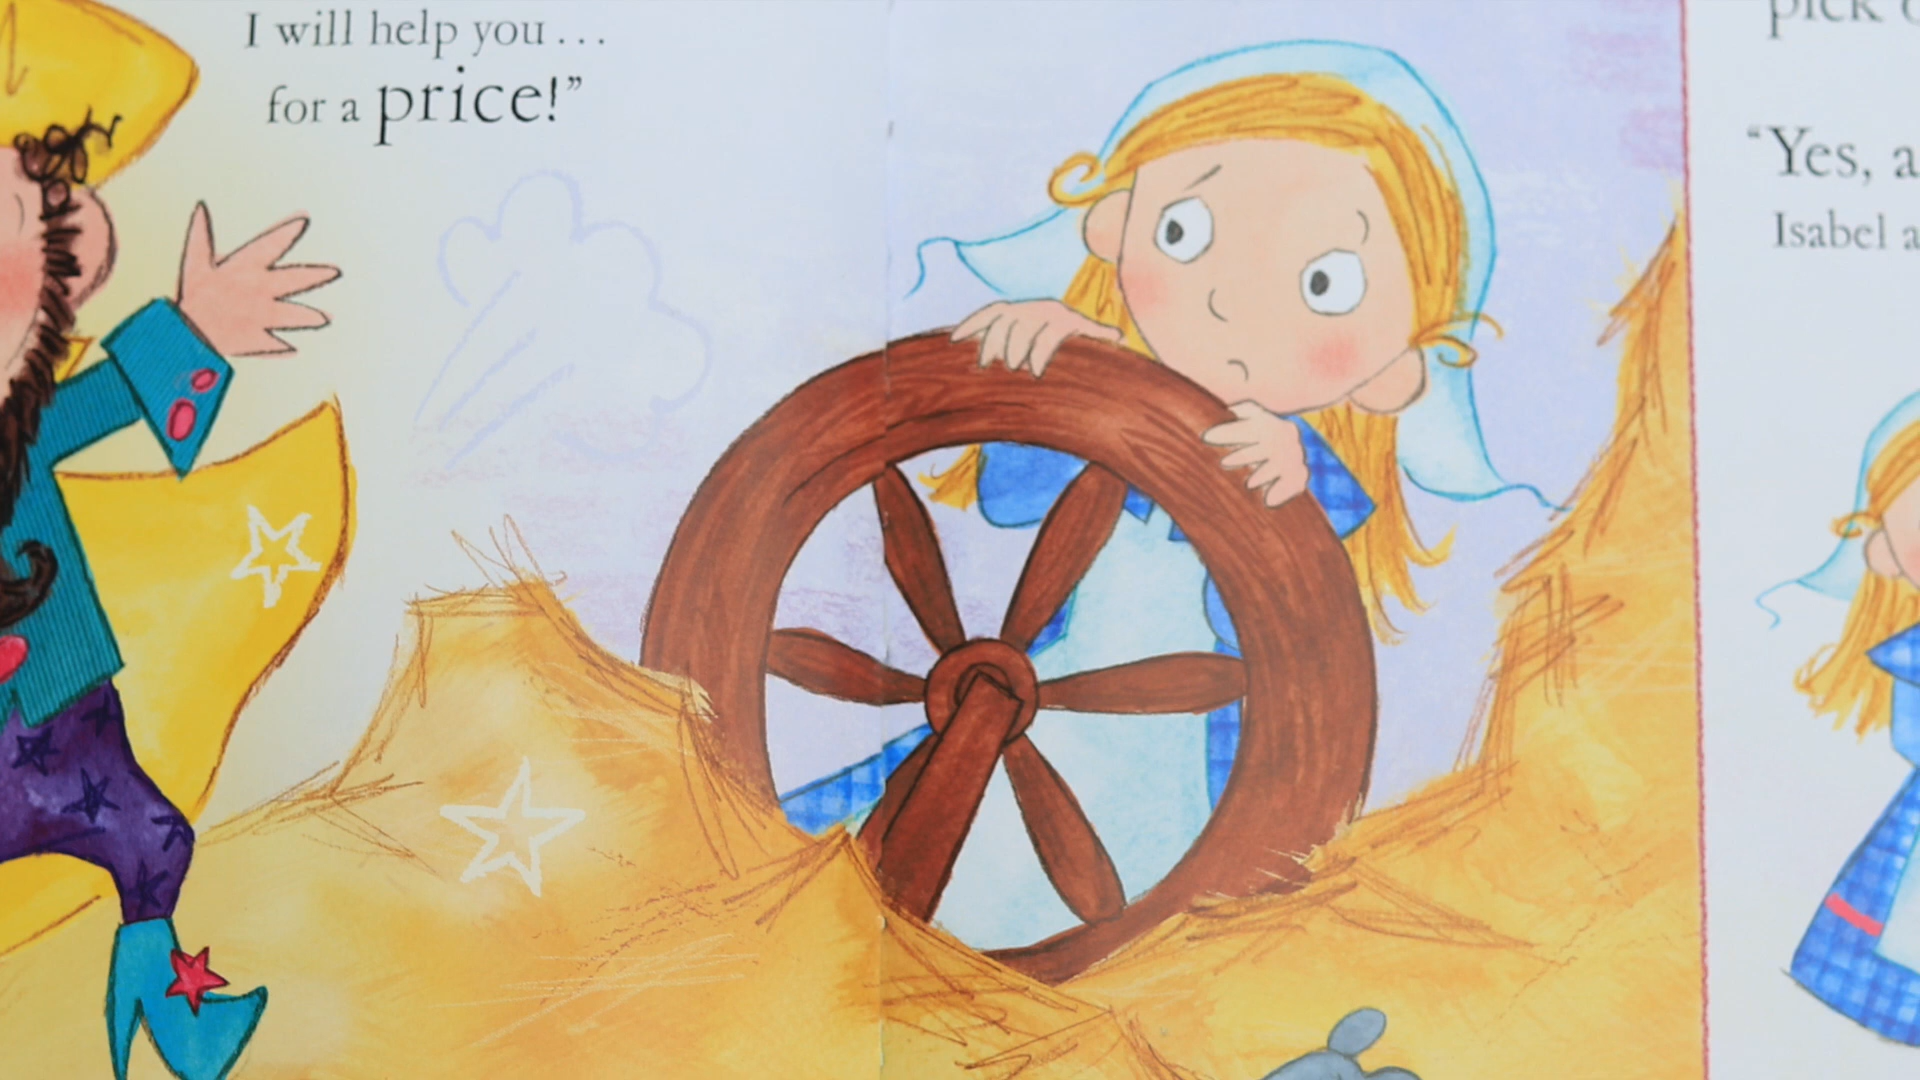 I will help you...
for a price!”
“Yes, a
Isabel a